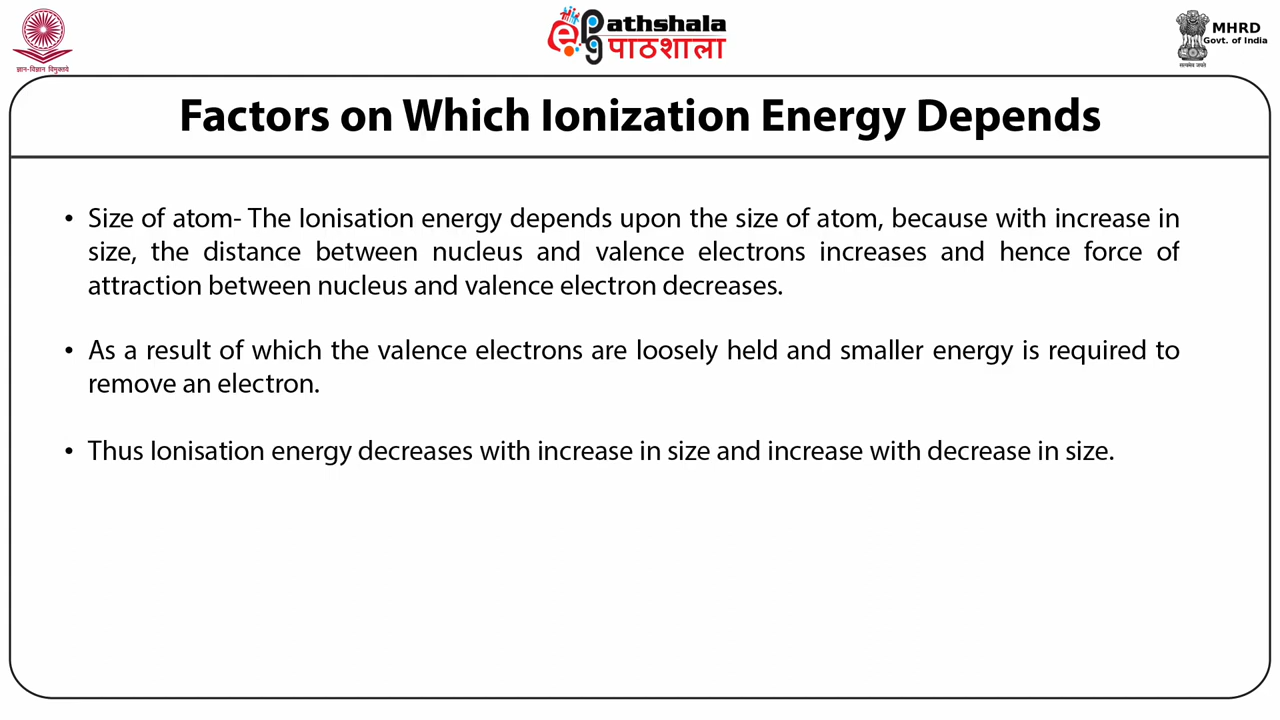 ज्ञान-विज्ञान विमुक्तये
ePathshala
पाठशाला
MHRD
Govt. of India
सत्यमेव जयते
Factors on Which Ionization Energy Depends
• Size of atom- The Ionisation energy depends upon the size of atom, because with increase in
size, the distance between nucleus and valence electrons increases and hence force of
attraction between nucleus and valence electron decreases.
• As a result of which the valence electrons are loosely held and smaller energy is required to
remove an electron.
• Thus Ionisation energy decreases with increase in size and increase with decrease in size.